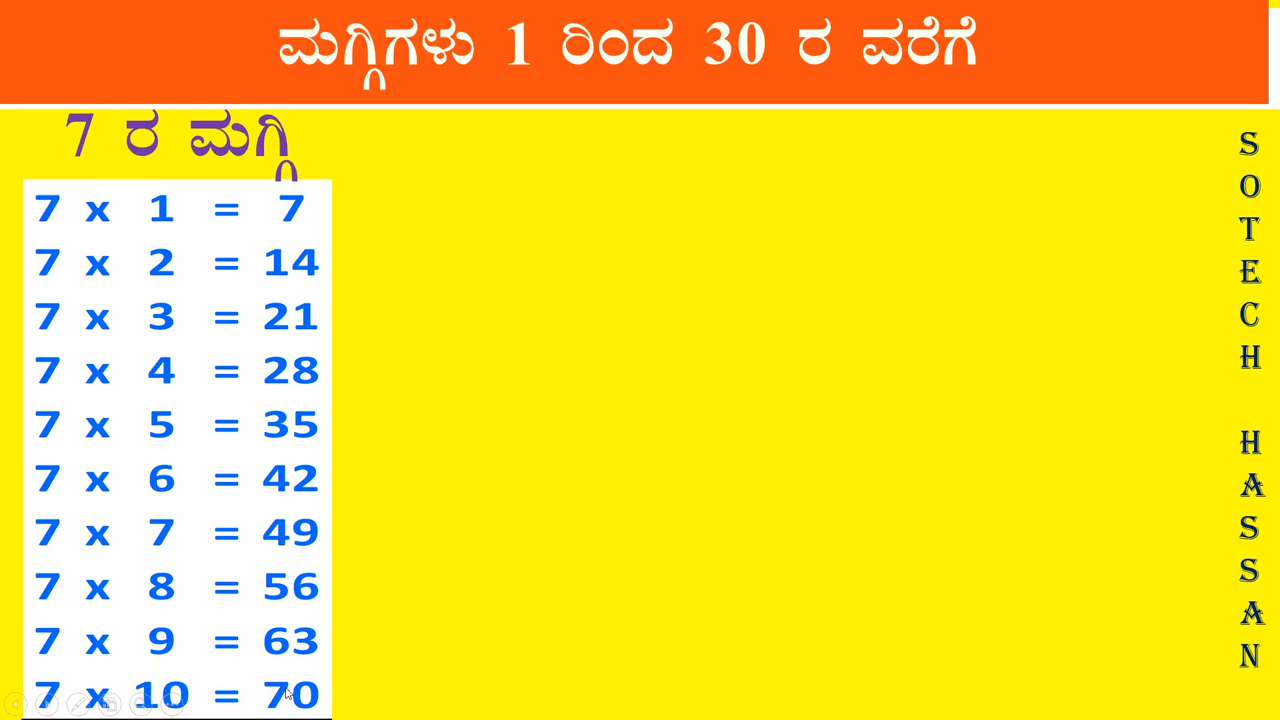 ಮಗ್ಗಿಗಳು 1 ರಿಂದ 30 ರ ವರೆಗೆ
7 ರ ಮಗ್ಗಿ
7 x 1 = 7
7 x 2 = 14
7 x 3 = 21
7 x 4 = 28
7 x 5 = 35
7 x 6 = 42
7 x 7 = 49
7 x 8 = 56
7 x 9 = 63
7 x 10 = 70
SOTECH HASSAN